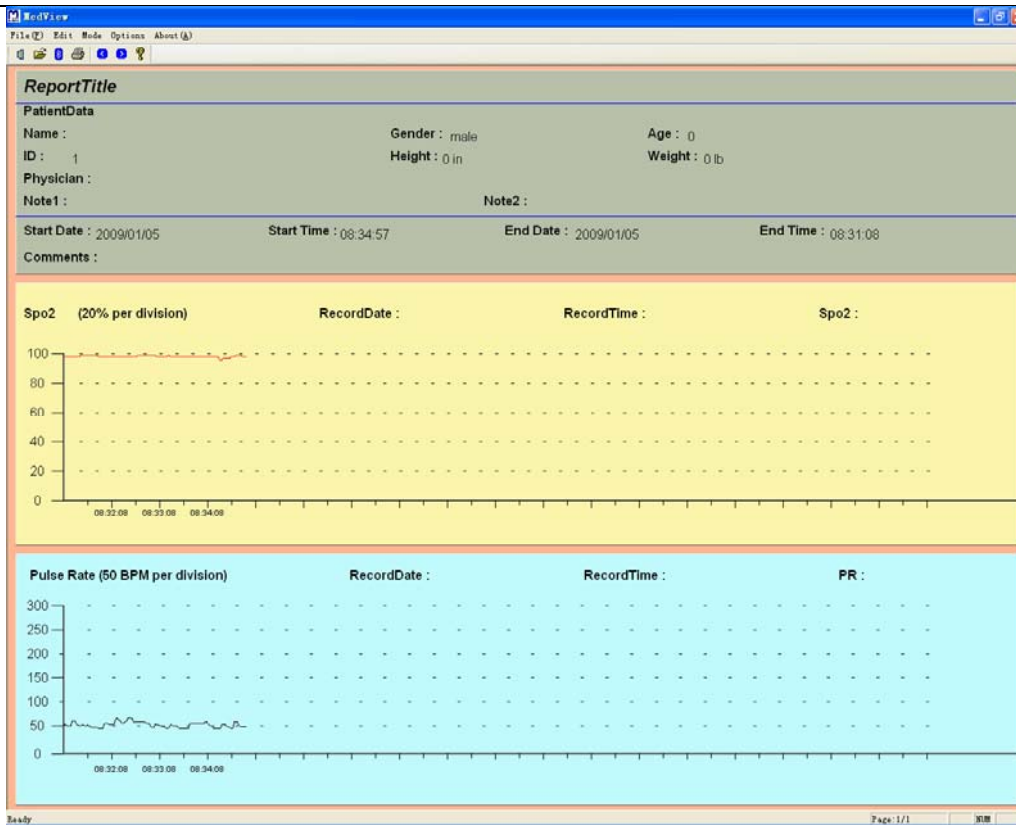 MedView
File(F) Edit Mode Options About(A)
ReportTitle
PatientData
Name : Gender : male Age : 0
ID : 1 Height : 0 in Weight : 0 lb
Physician :
Note1 : Note2 :
Start Date : 2009/01/05 Start Time : 08:34:57 End Date : 2009/01/05 End Time : 08:31:08
Comments :
Spo2 (20% per division) RecordDate : RecordTime : Spo2 :
100
80
60
40
20
0
08:32:08 08:33:08 08:34:08
Pulse Rate (50 BPM per division) RecordDate : RecordTime : PR :
300
250
200
150
100
50
0
08:32:08 08:33:08 08:34:08
Ready Page:1/1 NUM